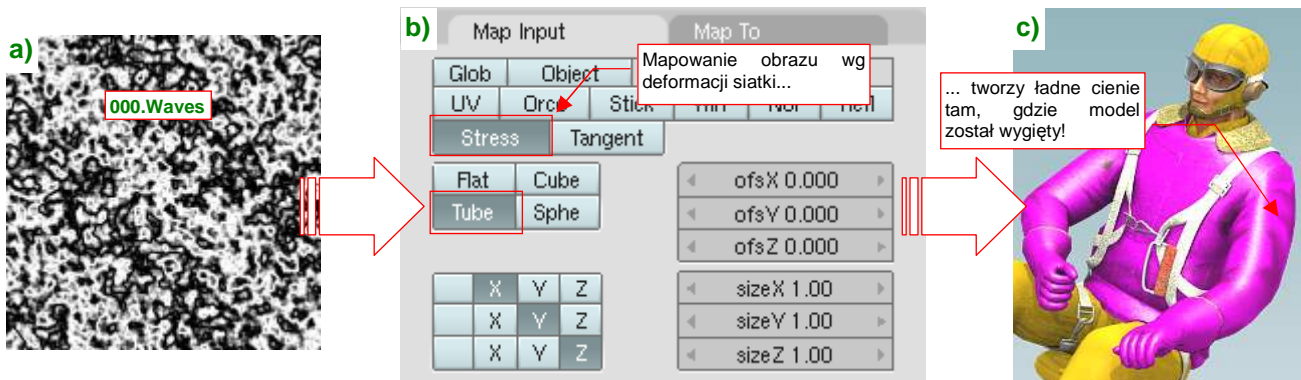 a)
000.Waves
b)
Map Input
Map To
Glob
Object
Mapowanie obrazu wg
deformacji siatki...
UV
Orco
Stick
Nor
Refl
Stress
Tangent
Flat
Cube
Tube
Sphe
ofsX 0.000
ofsY 0.000
ofsZ 0.000
X Y Z
X Y Z
X Y Z
sizeX 1.00
sizeY 1.00
sizeZ 1.00
c)
... tworzy ładne cienie
tam, gdzie model
został wygięty!